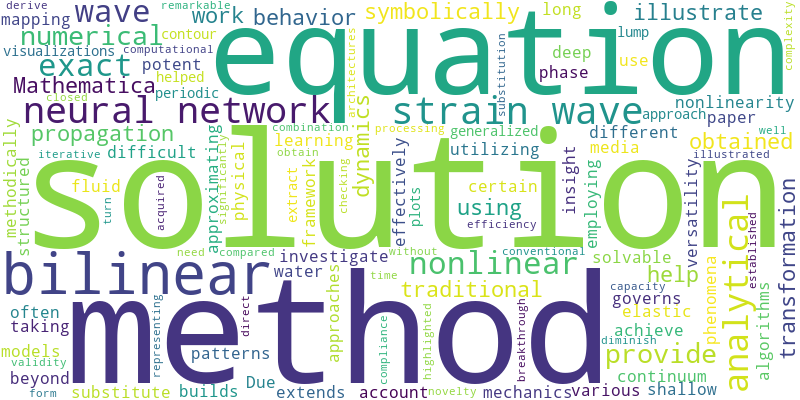 derive
remarkable
mapping
wave
work
symbolically
long
illustrate
numerical
behavior
contour
equation
lump
visualizations
computational
deep
use
complexity
exact
potent
helped
phase
substitution
architectures
Mathematica
periodic
closed
neural network
strain wave
nonlinearity
approach
paper
propagation
combination
processing
generalized
different
obtained
methodically
structured
iterative
difficult
approximating
significantly
physical
learning
obtain
dynamics
utilizing
media
well
illustrated
solution
fluid
acquired
turn
extract
framework
checking
effectively
plots
certain
using
efficiency
insight
employing
versatility
analytical
established
transformation
need
compared
without
conventional
solvable
bilinear
investigate
water
approaches
time
nonlinear
help
phenomena
algorithms
often
taking
representing
direct
method
traditional
compliance
highlighted
breakthrough
governs
elastic
capacity
achieve
models
validity
beyond
patterns
provide
diminish
continuum
form
substitute
builds
Due
extends
account
novelty
mechanics
various
shallow